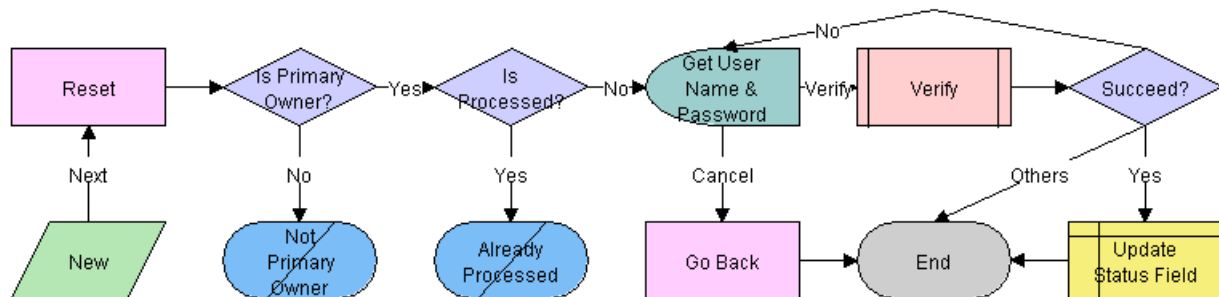 No
Reset
Is Primary
Owner?
Yes
Is
Processed?
No
Get User
Name &
Password
Verify
Verify
Succeed?
Next
No
Yes
Cancel
Others
Yes
New
Not
Primary
Owner
Already
Processed
Go Back
End
Update
Status Field